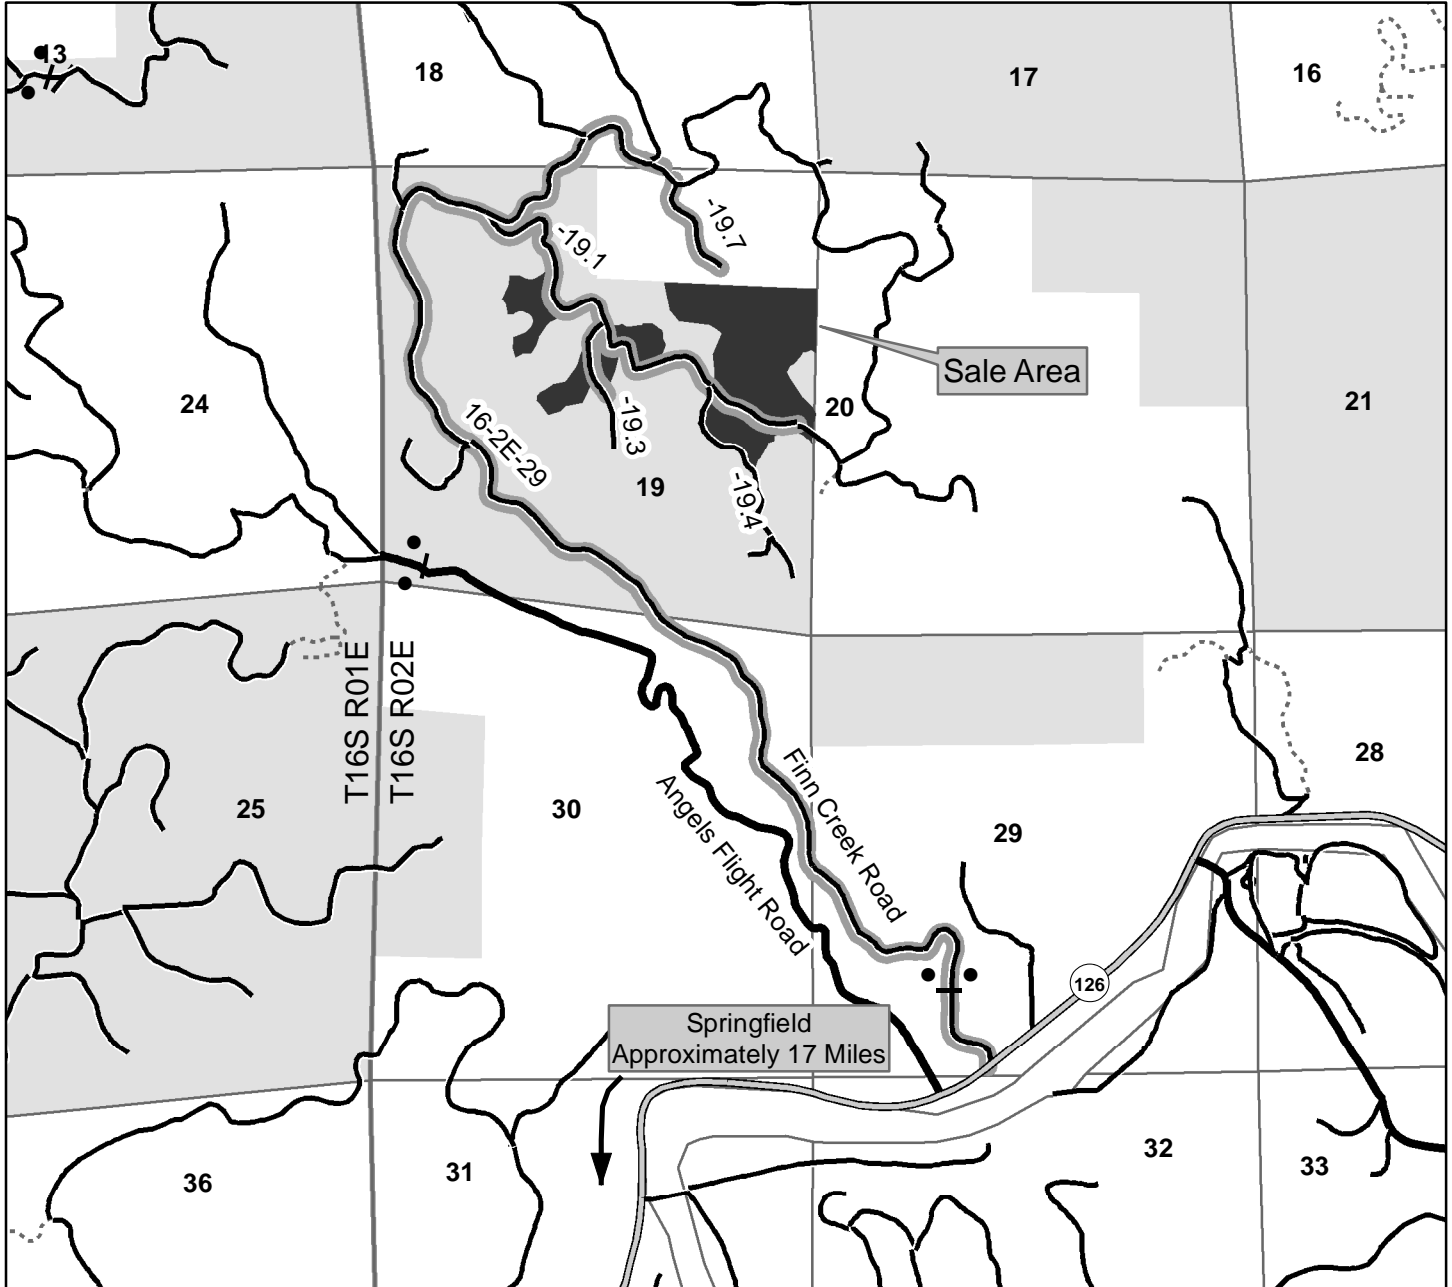 13
18
17
16
-19.7
-19.1
Sale Area
24
20
21
16-2E-29
-19.3
19
-19.4
T16S R01E
T16S R02E
25
30
28
29
Finn Creek Road
Angels Flight Road
126
Springfield
Approximately 17 Miles
36
31
32
33